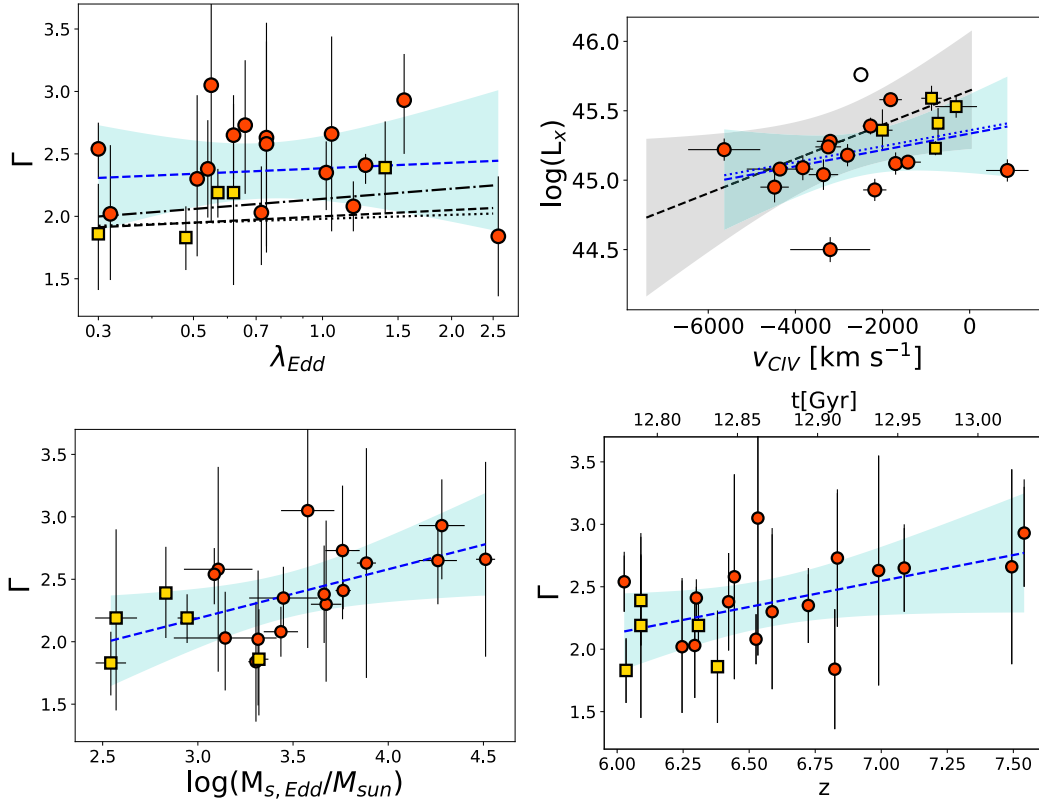 3.5
3.0
2.5
2.0
1.5
Γ
0.3 0.5 0.7 1.0 1.5 2.0 2.5
λ_Edd
46.0
45.5
45.0
44.5
log(L_x)
−6000 −4000 −2000 0
v_CIV [km s⁻¹]
3.5
3.0
2.5
2.0
1.5
Γ
2.5 3.0 3.5 4.0 4.5
log(M_s, Edd/M_sun)
t[Gyr]
12.80 12.85 12.90 12.95 13.00
3.5
3.0
2.5
2.0
1.5
Γ
6.00 6.25 6.50 6.75 7.00 7.25 7.50
z